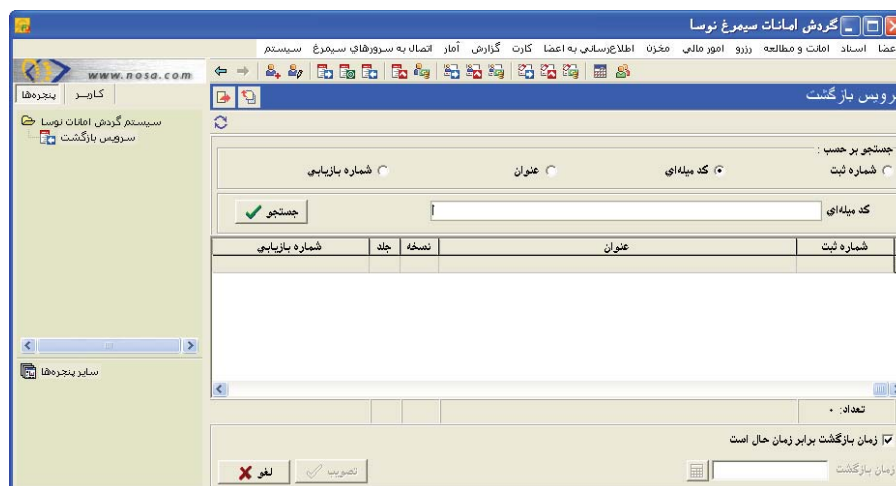 گردش امانات سیمرغ نوسا
اسناد امانت و مطالعه رزرو امور مالی مخزن اطلاع‌رسانی به اعضا کارت گزارش آمار اتصال به سرورهای سیمرغ سیستم
www.nosa.com
کاربر پنجره‌ها
سیستم گردش امانات نوسا
سرویس بازگشت
سایر پنجره‌ها
بازگشت
جستجو بر حسب :
شماره ثبت کد میله‌ای عنوان شماره بازیابی
کد میله‌ای جستجو
شماره ثبت عنوان نسخه جلد شماره بازیابی
تعداد: ۰
زمان بازگشت برابر زمان حال است
زمان بازگشت تصویب لغو